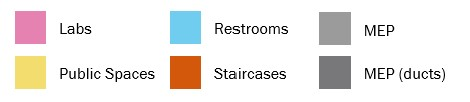 Labs
Restrooms
MEP
Public Spaces
Staircases
MEP (ducts)